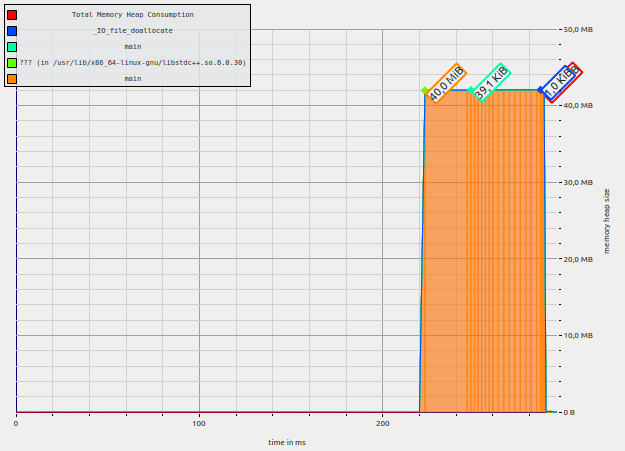 Total Memory Heap Consumption
_IO_file_doallocate
main
??? (in /usr/lib/x86_64-linux-gnu/libstdc++.so.6.0.30)
main
50,0 MB
40,0 MiB
39,1 KiB
1,0 KiB
40,0 MB
30,0 MB
memory heap size
20,0 MB
10,0 MB
0 B
0
100
200
time in ms